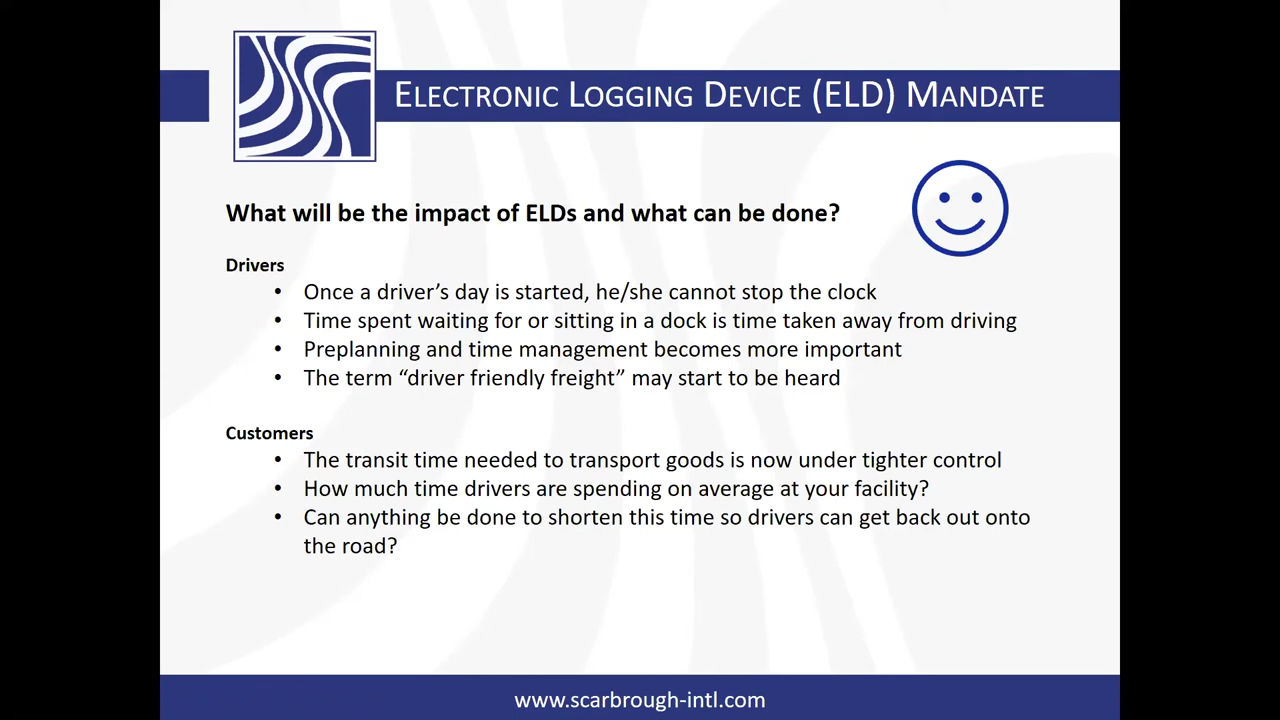 ELECTRONIC LOGGING DEVICE (ELD) MANDATE
What will be the impact of ELDs and what can be done?
Drivers
• Once a driver’s day is started, he/she cannot stop the clock
• Time spent waiting for or sitting in a dock is time taken away from driving
• Preplanning and time management becomes more important
• The term “driver friendly freight” may start to be heard
Customers
• The transit time needed to transport goods is now under tighter control
• How much time drivers are spending on average at your facility?
• Can anything be done to shorten this time so drivers can get back out onto
the road?
www.scarbrough-intl.com